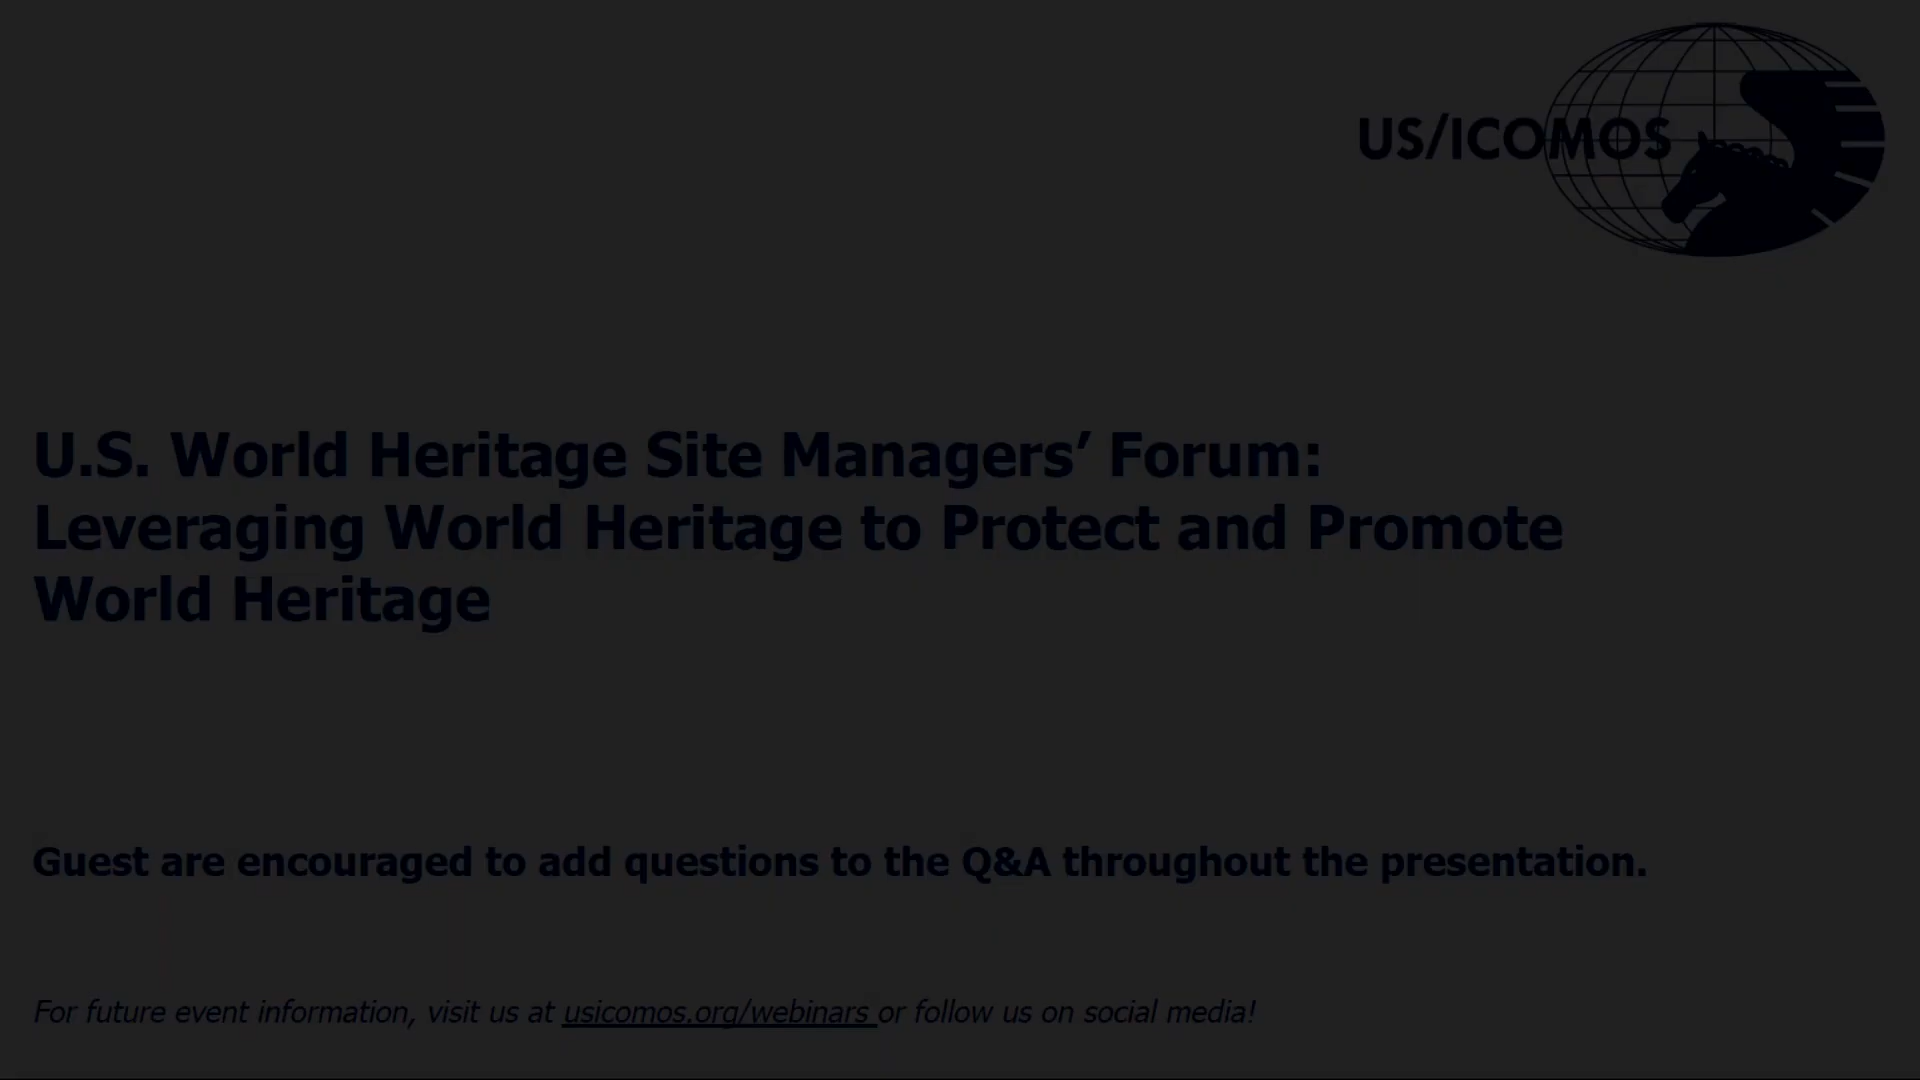 US/ICOMOS
U.S. World Heritage Site Managers’ Forum:
Leveraging World Heritage to Protect and Promote
World Heritage
Guest are encouraged to add questions to the Q&A throughout the presentation.
For future event information, visit us at usicomos.org/webinars or follow us on social media!